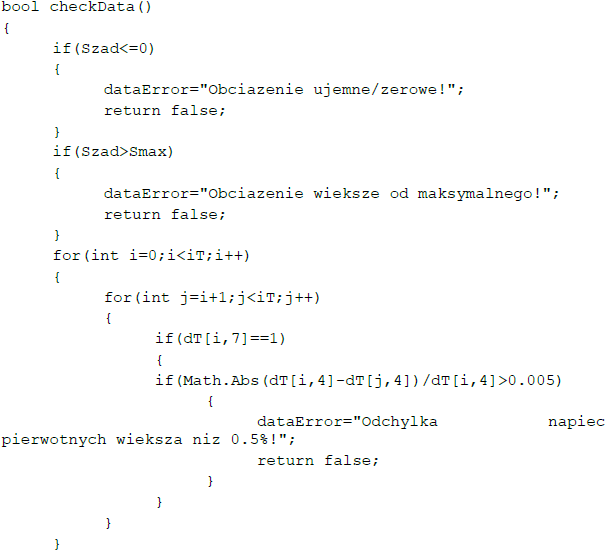 bool checkData()
{
if(Szad<=0)
{
dataError="Obciazenie ujemne/zerowe!";
return false;
}
if(Szad>Smax)
{
dataError="Obciazenie wieksze od maksymalnego!";
return false;
}
for(int i=0;i<iT;i++)
{
for(int j=i+1;j<iT;j++)
{
if(dT[i,7]==1)
{
if(Math.Abs(dT[i,4]-dT[j,4])/dT[i,4]>0.005)
{
dataError="Odchylka napiec
pierwotnych wieksza niz 0.5%!";
return false;
}
}
}
}